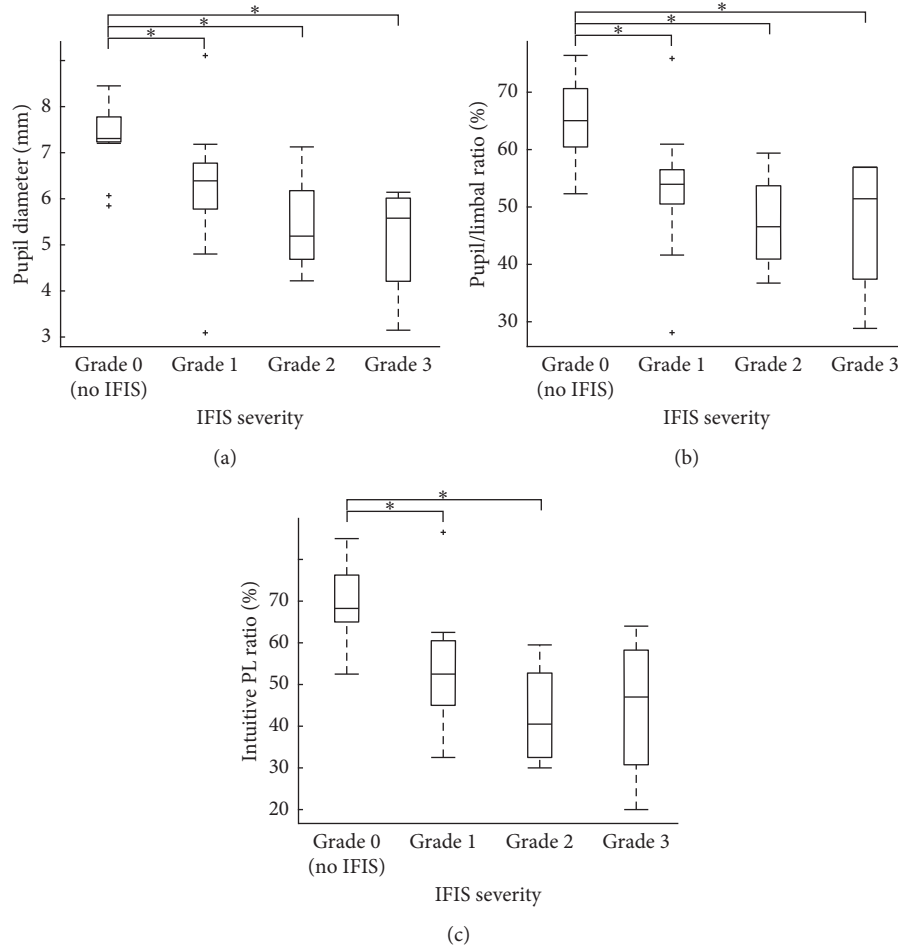 * * *
Pupil diameter (mm)
8
7
6
5
4
3
Grade 0 Grade 1 Grade 2 Grade 3
(no IFIS)
IFIS severity
(a)
* * *
Pupil/limbal ratio (%)
70
60
50
40
30
Grade 0 Grade 1 Grade 2 Grade 3
(no IFIS)
IFIS severity
(b)
* *
Intuitive PL ratio (%)
70
60
50
40
30
20
Grade 0 Grade 1 Grade 2 Grade 3
(no IFIS)
IFIS severity
(c)